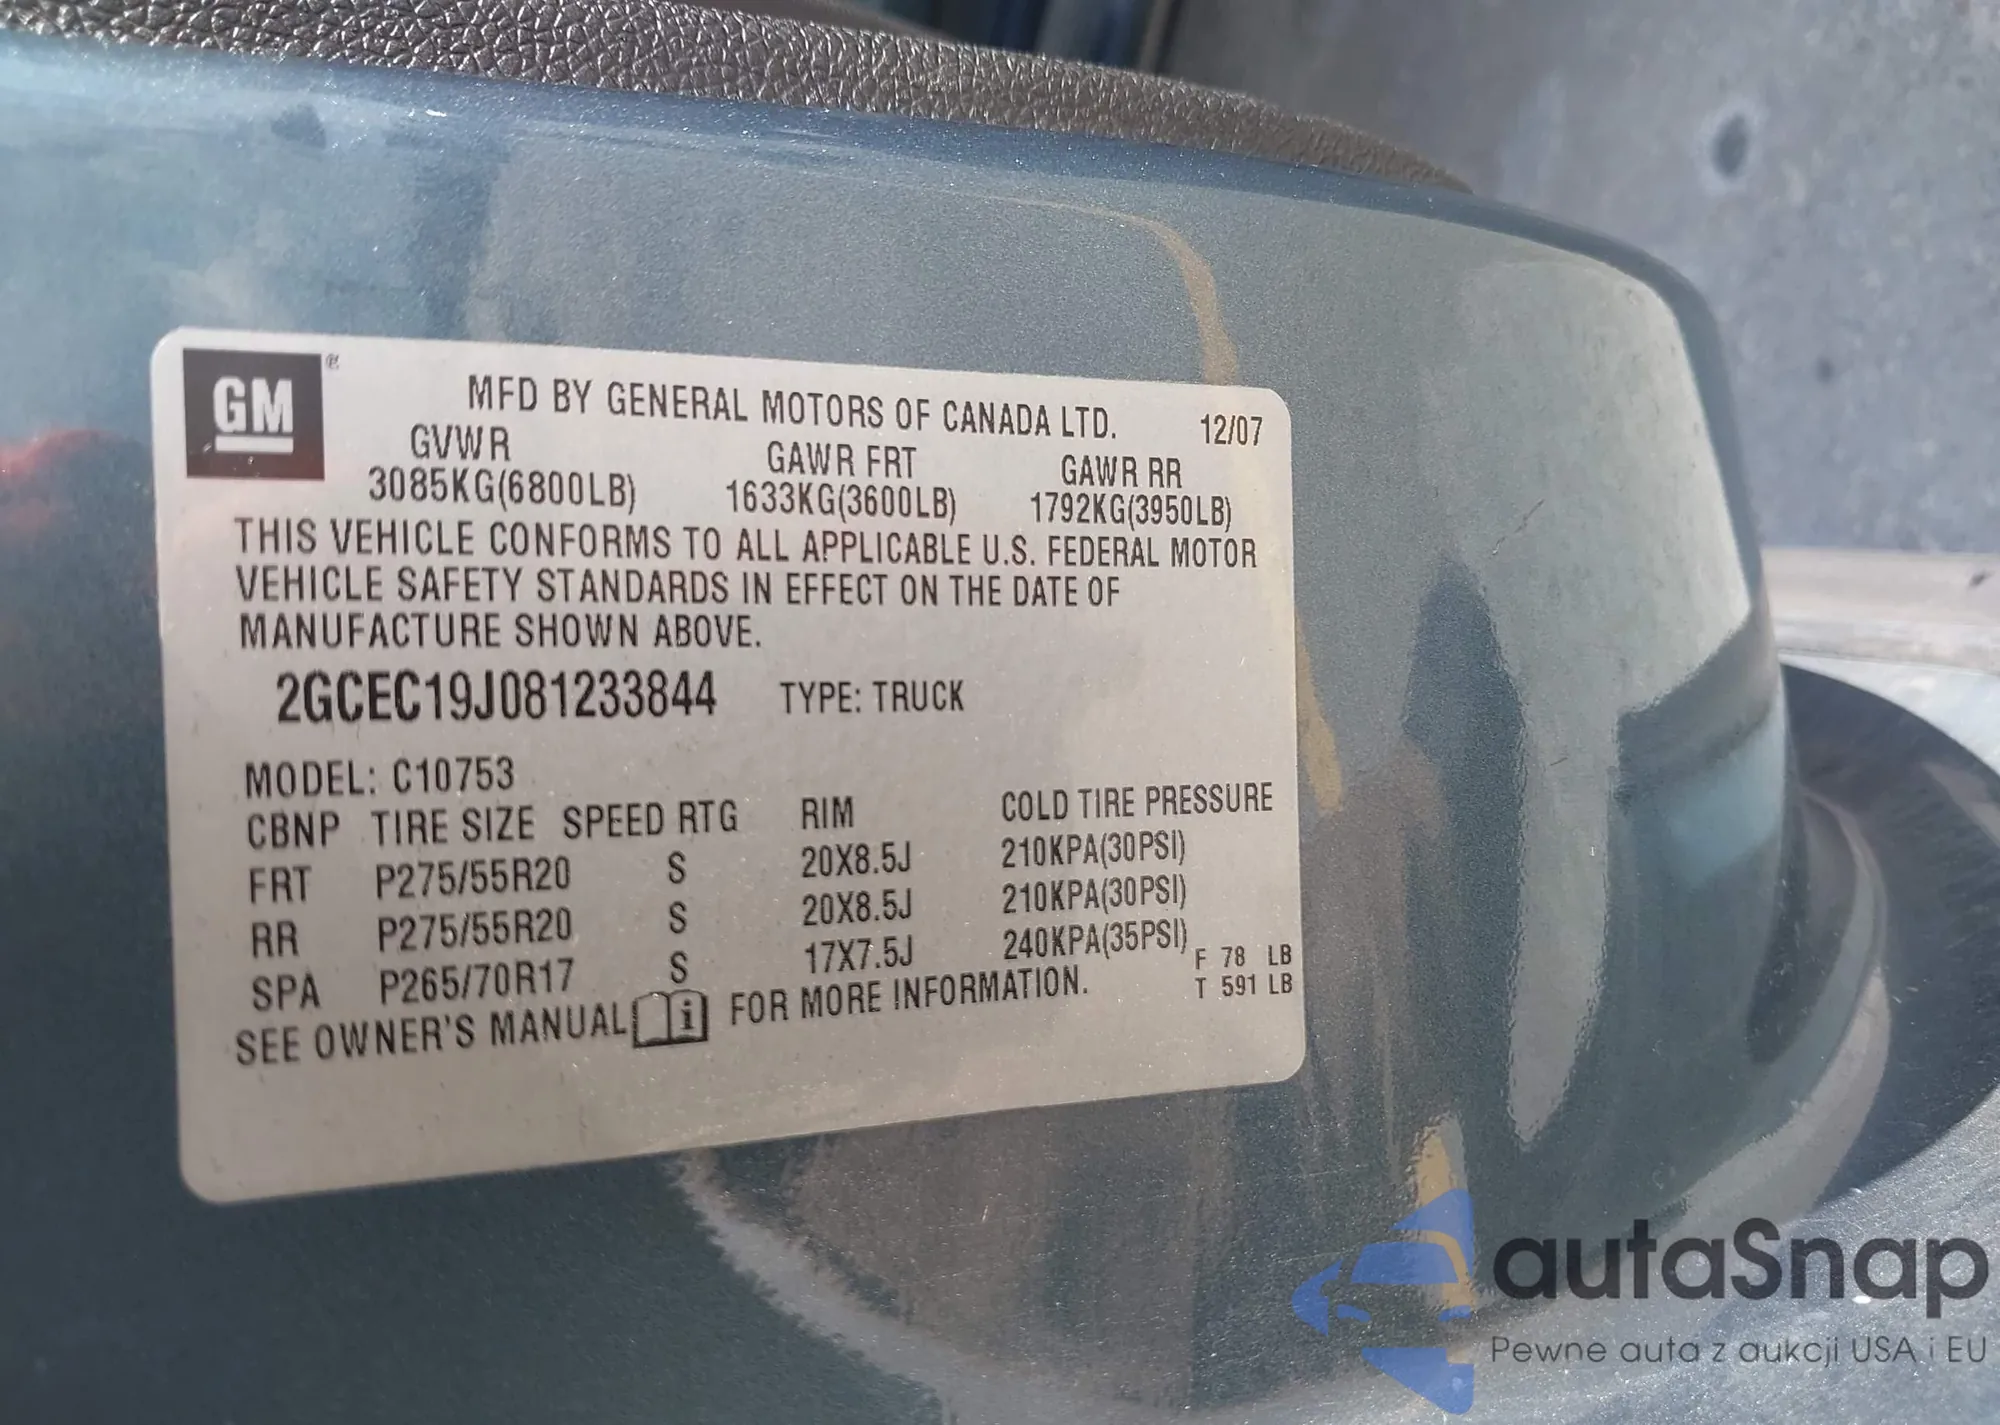 GM ®
MFD BY GENERAL MOTORS OF CANADA LTD. 12/07
GVWR GAWR FRT GAWR RR
3085KG(6800LB) 1633KG(3600LB) 1792KG(3950LB)
THIS VEHICLE CONFORMS TO ALL APPLICABLE U.S. FEDERAL MOTOR
VEHICLE SAFETY STANDARDS IN EFFECT ON THE DATE OF
MANUFACTURE SHOWN ABOVE.
2GCEC19J081233844 TYPE: TRUCK
MODEL: C10753
CBNP TIRE SIZE SPEED RTG RIM COLD TIRE PRESSURE
FRT P275/55R20 S 20X8.5J 210KPA(30PSI)
RR P275/55R20 S 20X8.5J 210KPA(30PSI)
SPA P265/70R17 S 17X7.5J 240KPA(35PSI)
F 78 LB
T 591 LB
SEE OWNER'S MANUAL i FOR MORE INFORMATION.
autaSnap
Pewne auta z aukcji USA i EU